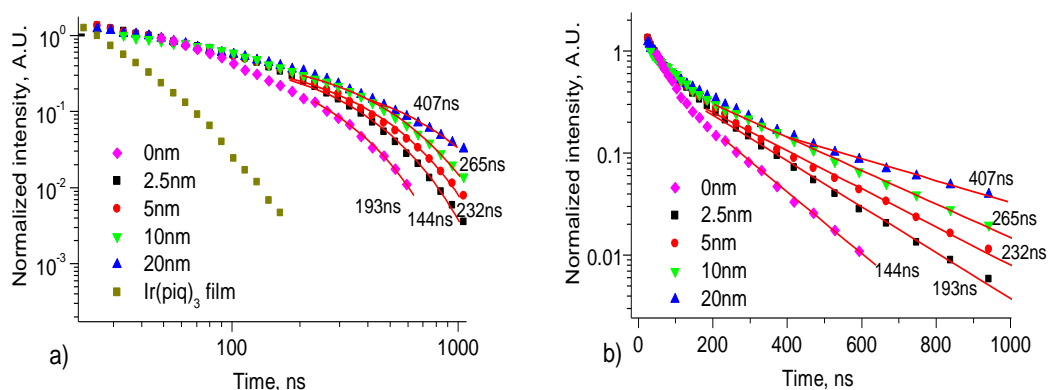 Normalized intensity, A.U.
10^0
10^-1
10^-2
10^-3
0nm
2.5nm
5nm
10nm
20nm
Ir(piq)_3 film
407ns
265ns
232ns
193ns
144ns
100
1000
Time, ns
a)
Normalized intensity, A.U.
1
0.1
0.01
0nm
2.5nm
5nm
10nm
20nm
407ns
265ns
232ns
193ns
144ns
0 200 400 600 800 1000
Time, ns
b)